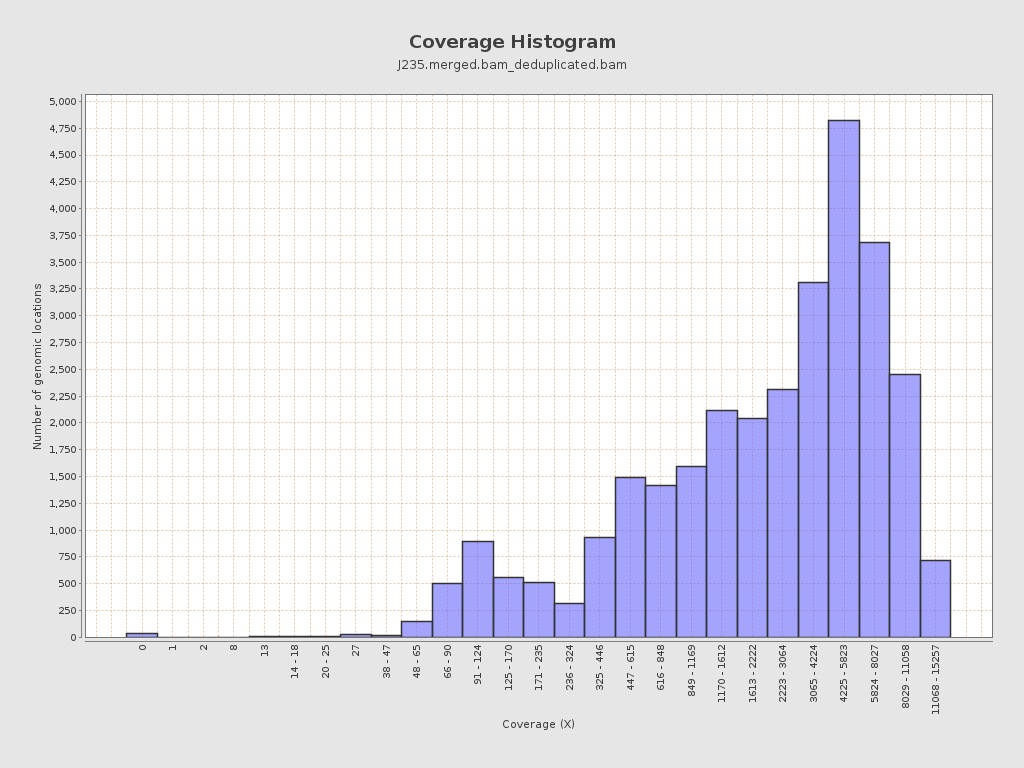 Coverage Histogram
J235.merged.bam_deduplicated.bam
Number of genomic locations
5,000
4,750
4,500
4,250
4,000
3,750
3,500
3,250
3,000
2,750
2,500
2,250
2,000
1,750
1,500
1,250
1,000
750
500
250
0
0
1
2
8
13
14 - 18
20 - 25
27
38 - 47
48 - 65
66 - 90
91 - 124
125 - 170
171 - 235
236 - 324
325 - 446
447 - 615
616 - 848
849 - 1169
1170 - 1612
1613 - 2222
2223 - 3064
3065 - 4224
4225 - 5823
5824 - 8027
8029 - 11058
11068 - 15257
Coverage (X)